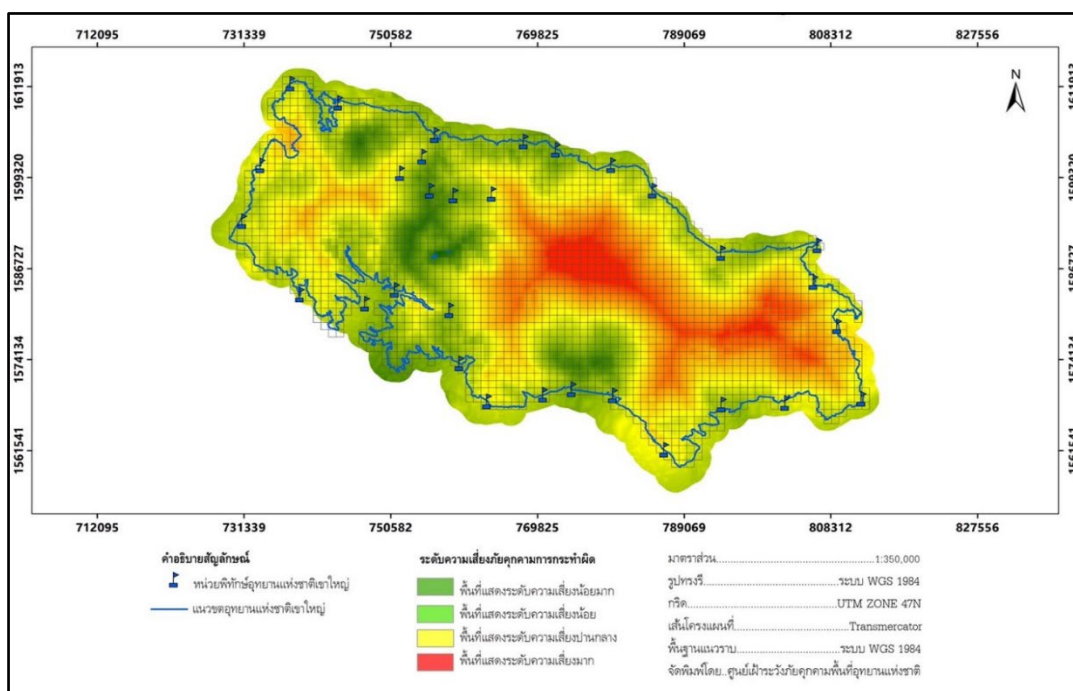 712095 731339 750582 769825 789069 808312 827556
N
1611913 1611913
1599320 1599320
1586727 1586727
1574134 1574134
1561541 1561541
712095 731339 750582 769825 789069 808312 827556
คำอธิบายสัญลักษณ์
หน่วยพิทักษ์อุทยานแห่งชาติเขาใหญ่
แนวขตอุทยานแห่งชาติเขาใหญ่
ระดับความเสี่ยงภัยคุกคามการกระทำผิด
พื้นที่แสดงระดับความเสี่ยงน้อยมาก
พื้นที่แสดงระดับความเสี่ยงน้อย
พื้นที่แสดงระดับความเสี่ยงปานกลาง
พื้นที่แสดงระดับความเสี่ยงมาก
มาตราส่วน..............................1:350,000
รูปทรงรี..............................ระบบ WGS 1984
กริด..............................UTM ZONE 47N
เส้นโครงแผนที่..............................Transmercator
พื้นฐานแนวราบ..............................ระบบ WGS 1984
จัดพิมพ์โดย..ศูนย์เฝ้าระวังภัยคุกคามพื้นที่อุทยานแห่งชาติ